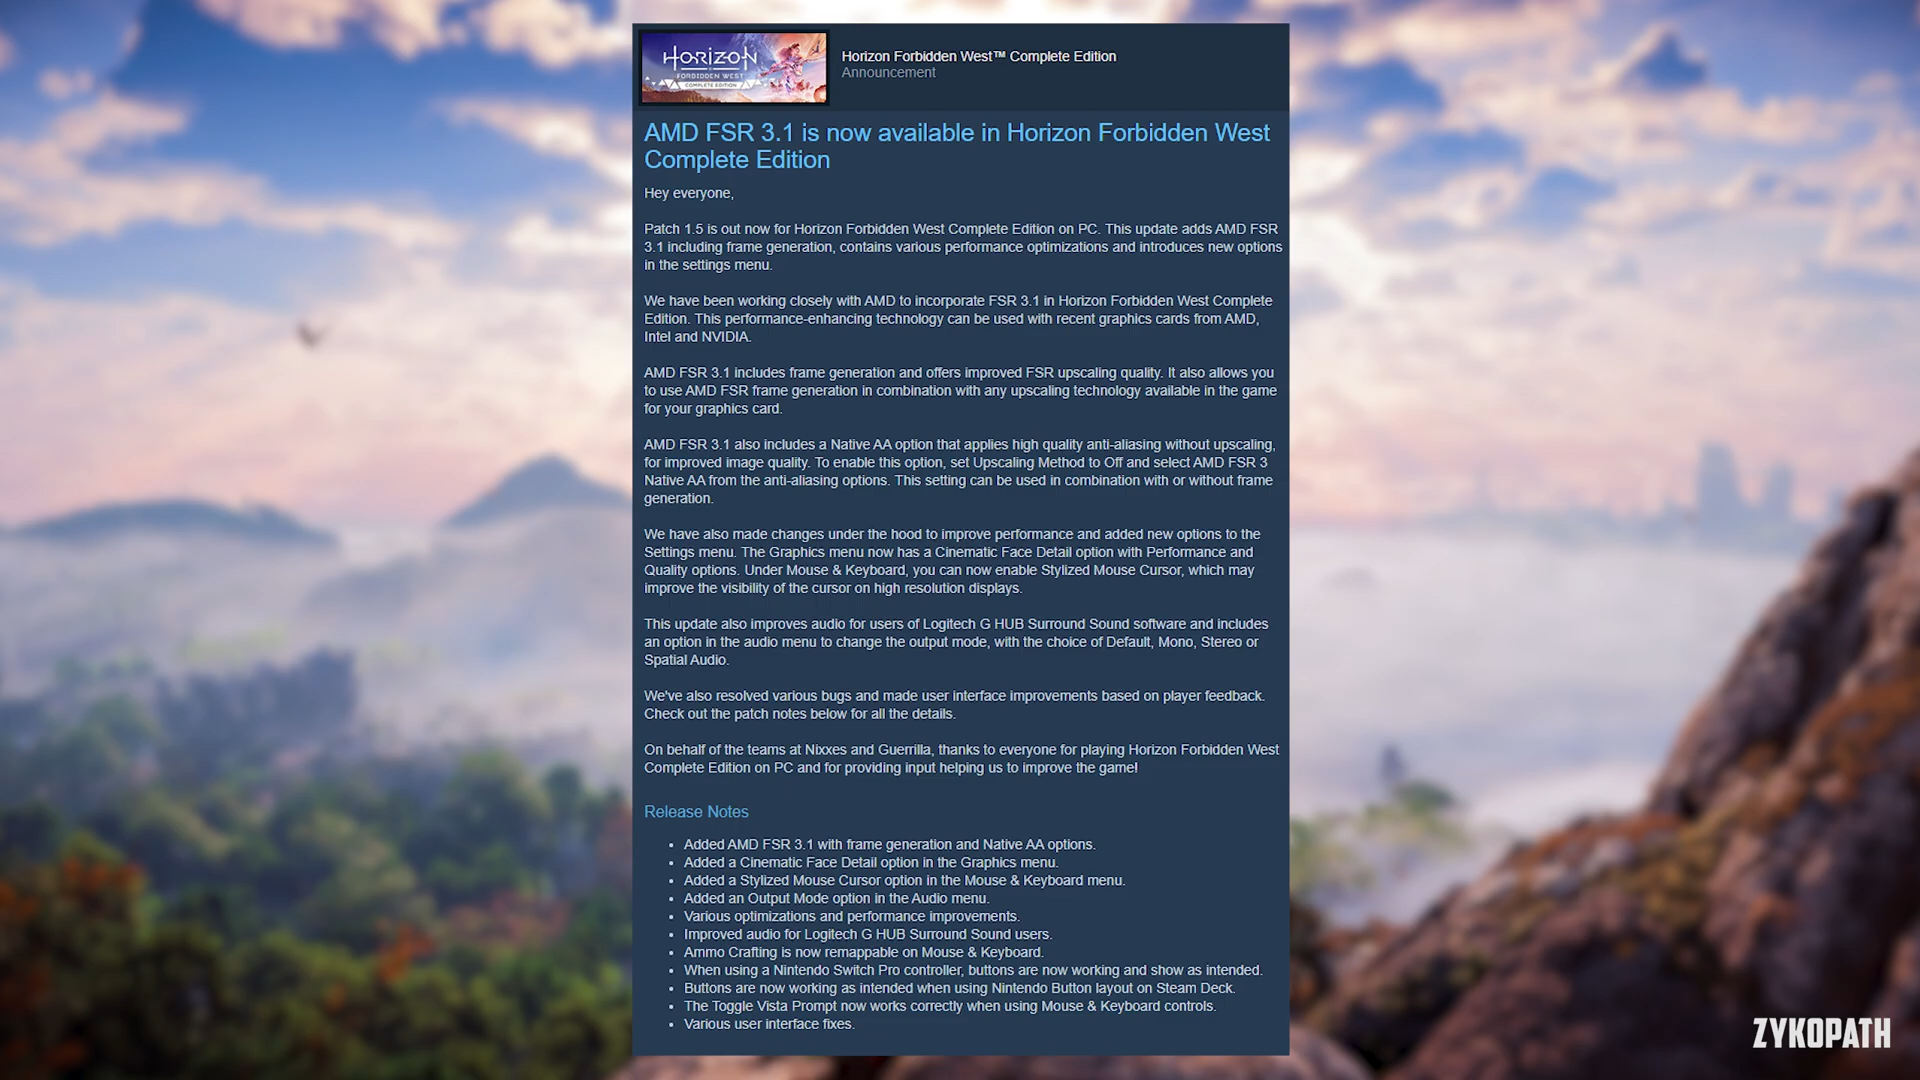 HORIZON
FORBIDDEN WEST
COMPLETE EDITION
Horizon Forbidden West™ Complete Edition
Announcement
AMD FSR 3.1 is now available in Horizon Forbidden West
Complete Edition
Hey everyone,
Patch 1.5 is out now for Horizon Forbidden West Complete Edition on PC. This update adds AMD FSR
3.1 including frame generation, contains various performance optimizations and introduces new options
in the settings menu.
We have been working closely with AMD to incorporate FSR 3.1 in Horizon Forbidden West Complete
Edition. This performance-enhancing technology can be used with recent graphics cards from AMD,
Intel and NVIDIA.
AMD FSR 3.1 includes frame generation and offers improved FSR upscaling quality. It also allows you
to use AMD FSR frame generation in combination with any upscaling technology available in the game
for your graphics card.
AMD FSR 3.1 also includes a Native AA option that applies high quality anti-aliasing without upscaling,
for improved image quality. To enable this option, set Upscaling Method to Off and select AMD FSR 3
Native AA from the anti-aliasing options. This setting can be used in combination with or without frame
generation.
We have also made changes under the hood to improve performance and added new options to the
Settings menu. The Graphics menu now has a Cinematic Face Detail option with Performance and
Quality options. Under Mouse & Keyboard, you can now enable Stylized Mouse Cursor, which may
improve the visibility of the cursor on high resolution displays.
This update also improves audio for users of Logitech G HUB Surround Sound software and includes
an option in the audio menu to change the output mode, with the choice of Default, Mono, Stereo or
Spatial Audio.
We've also resolved various bugs and made user interface improvements based on player feedback.
Check out the patch notes below for all the details.
On behalf of the teams at Nixxes and Guerrilla, thanks to everyone for playing Horizon Forbidden West
Complete Edition on PC and for providing input helping us to improve the game!
Release Notes
• Added AMD FSR 3.1 with frame generation and Native AA options.
• Added a Cinematic Face Detail option in the Graphics menu.
• Added a Stylized Mouse Cursor option in the Mouse & Keyboard menu.
• Added an Output Mode option in the Audio menu.
• Various optimizations and performance improvements.
• Improved audio for Logitech G HUB Surround Sound users.
• Ammo Crafting is now remappable on Mouse & Keyboard.
• When using a Nintendo Switch Pro controller, buttons are now working and show as intended.
• Buttons are now working as intended when using Nintendo Button layout on Steam Deck.
• The Toggle Vista Prompt now works correctly when using Mouse & Keyboard controls.
• Various user interface fixes.
ZYKOPATH